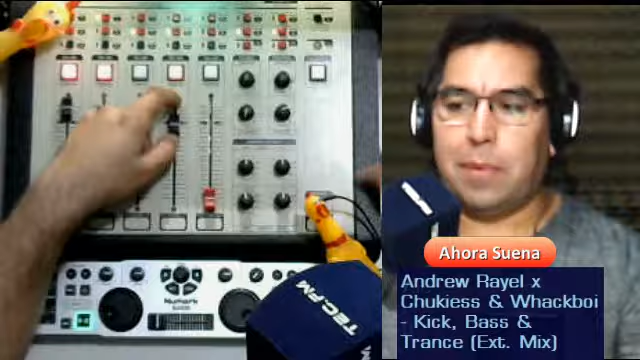 Numark
TEC.FM
Ahora Suena
Andrew Rayel x
Chukiess & Whackboi
- Kick, Bass &
Trance (Ext. Mix)